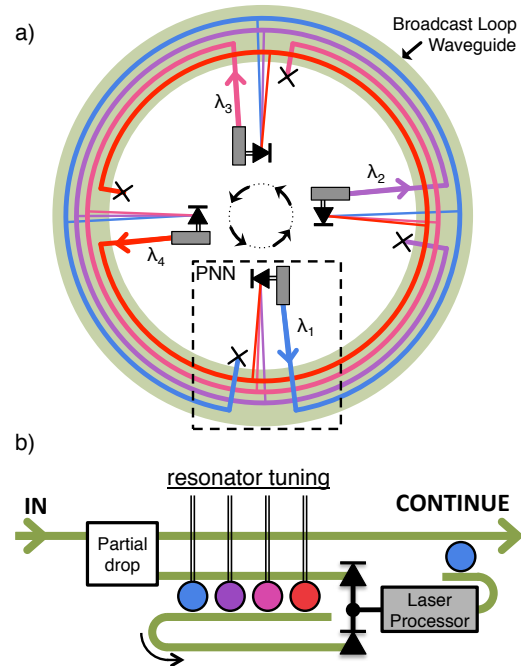 a)
Broadcast Loop
Waveguide
λ3
λ2
λ4
PNN
λ1
b)
resonator tuning
IN
CONTINUE
Partial
drop
Laser
Processor